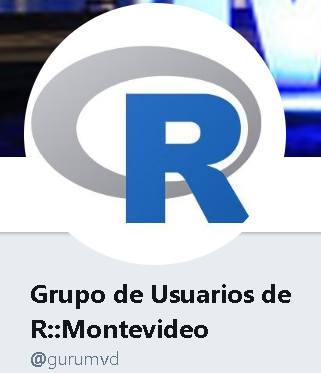 R
Grupo de Usuarios de
R::Montevideo
@gurumvd